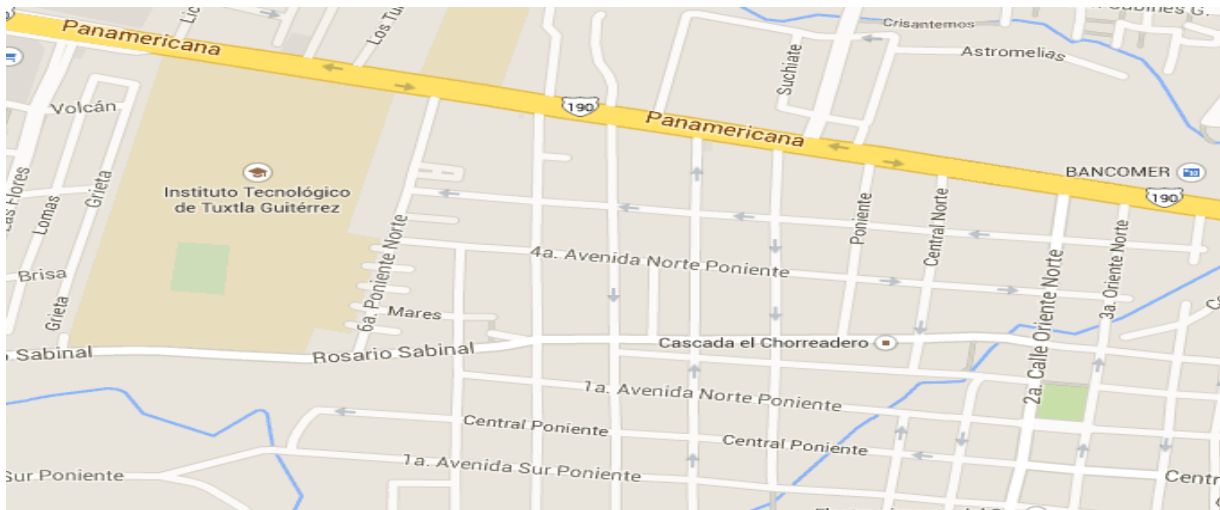 Panamericana
Los Tu
Crisantemos
Astromelias
Suchiate
190
Panamericana
Volcán
BANCOMER
190
Instituto Tecnológico
de Tuxtla Guitérrez
Las Flores
Lomas
Grieta
Poniente
Central Norte
6a. Poniente Norte
4a. Avenida Norte Poniente
2a. Calle Oriente Norte
3a. Oriente Norte
Brisa
Grieta
Mares
o Sabinal
Rosario Sabinal
Cascada el Chorreadero
1a. Avenida Norte Poniente
Central Poniente
Central Poniente
1a. Avenida Sur Poniente
Sur Poniente
Centr